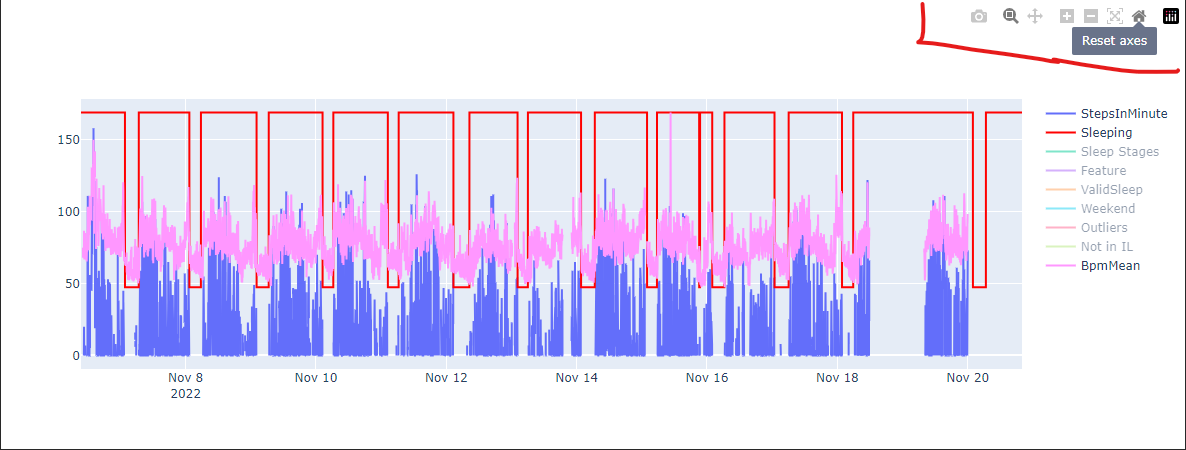 Reset axes
StepsInMinute
Sleeping
Sleep Stages
Feature
ValidSleep
Weekend
Outliers
Not in IL
BpmMean
150
100
50
0
Nov 8 Nov 10 Nov 12 Nov 14 Nov 16 Nov 18 Nov 20
2022